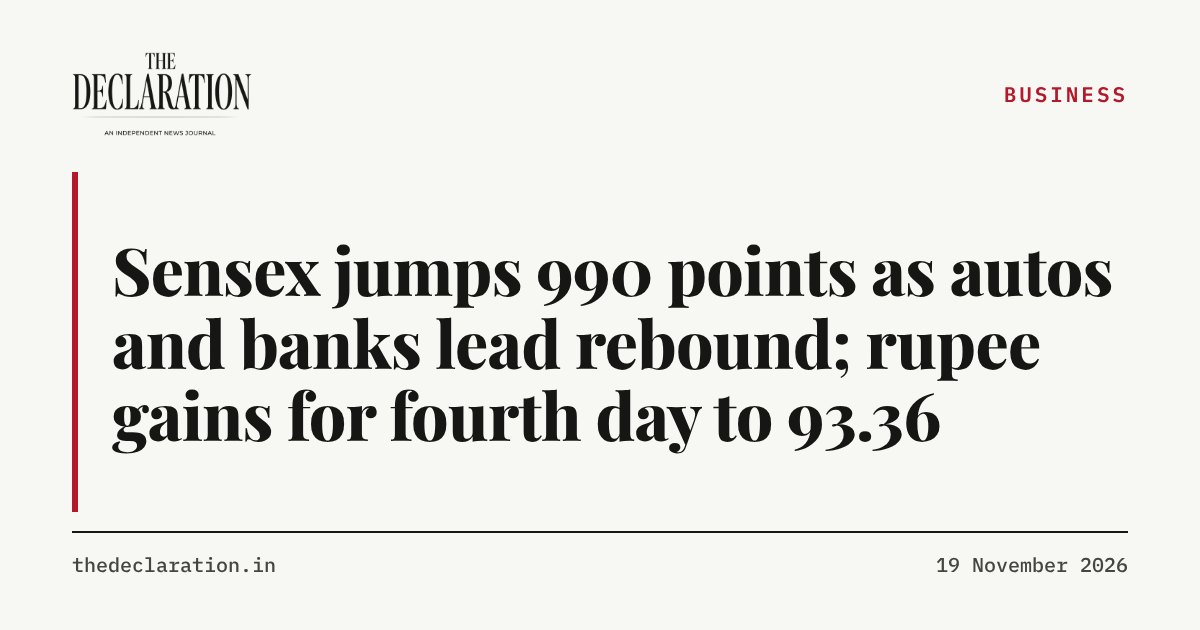 THE
DECLARATION
AN INDEPENDENT NEWS JOURNAL
BUSINESS
Sensex jumps 990 points as autos
and banks lead rebound; rupee
gains for fourth day to 93.36
thedeclaration.in
19 November 2026